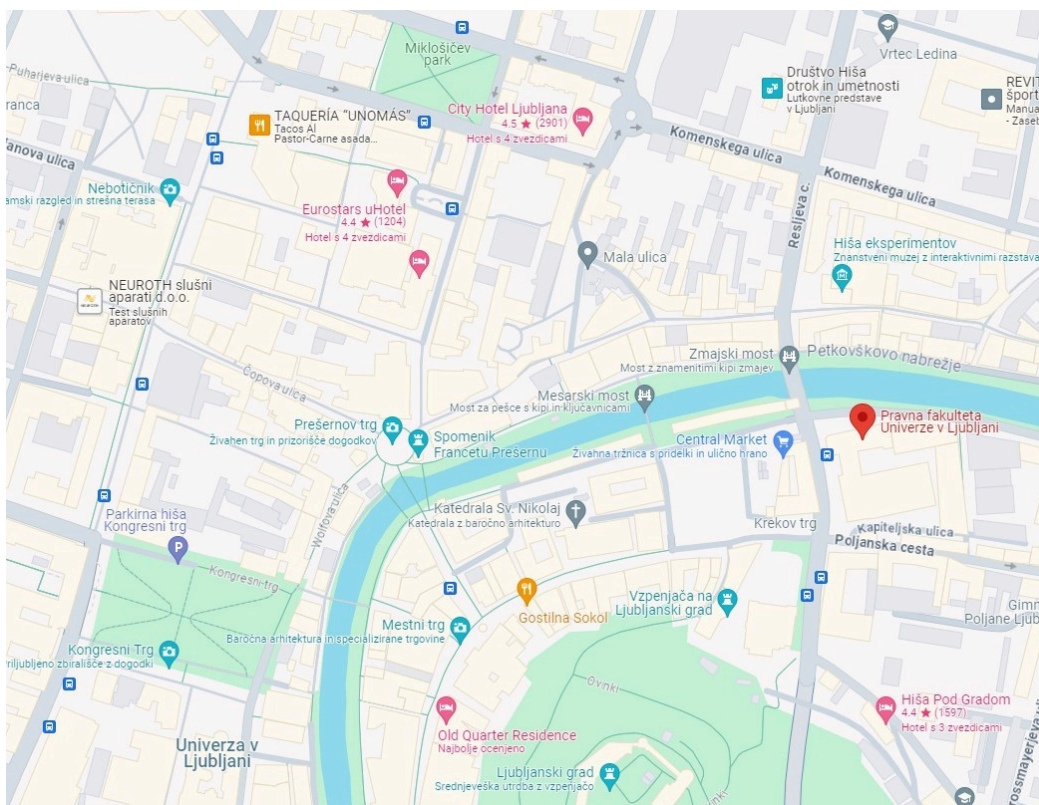 Miklošičev
park
Vrtec Ledina
Puharjeva ulica
Društvo Hiša
otrok in umetnosti
Lutkovne predstave
v Ljubljani
REVIT
šport
Manua
- Zaseb
TAQUERÍA "UNOMÁS"
Tacos Al
Pastor-Carne asada...
City Hotel Ljubljana
4.5 ★ (2901)
Hotel s 4 zvezdicami
Komenskega ulica
Komenskega ulica
Nebotičnik
amski razgled in strešna terasa
Eurostars uHotel
4.4 ★ (1204)
Hotel s 4 zvezdicami
Resljeva c.
Mala ulica
Hiša eksperimentov
Znanstveni muzej z interaktivnimi razstava
NEUROTH slušni
aparati d.o.o.
Test slušnih
aparatov
NEUROTH
Zmajski most
Most z znamenitimi kipi zmajev
Petkovškovo nabrežje
Čopova ulica
Mesarski most
Most za pešce s kipi in ključavnicami
Prešernov trg
Živahen trg in prizorišče dogodkov
Spomenik
Francetu Prešernu
Central Market
Živahna tržnica s pridelki in ulično hrano
Pravna fakulteta
Univerze v Ljubljani
Wolfova ulica
Katedrala Sv. Nikolaj
Katedrala z baročno arhitekturo
Krekov trg
Kapiteljska ulica
Poljanska cesta
Parkirna hiša
Kongresni trg
P
Kongresni trg
Gostilna Sokol
Vzpenjača na
Ljubljanski grad
Gimn
Poljane Ljub
Mestni trg
Baročna arhitektura in specializirane trgovine
Kongresni Trg
riljubljeno zbirališče z dogodki
Ovnki
Hiša Pod Gradom
4.4 ★ (1597)
Hotel s 3 zvezdicami
Old Quarter Residence
Najbolje ocenjeno
Univerza v
Ljubljani
Ljubljanski grad
Srednjeveška utrdba z vzpenjačo